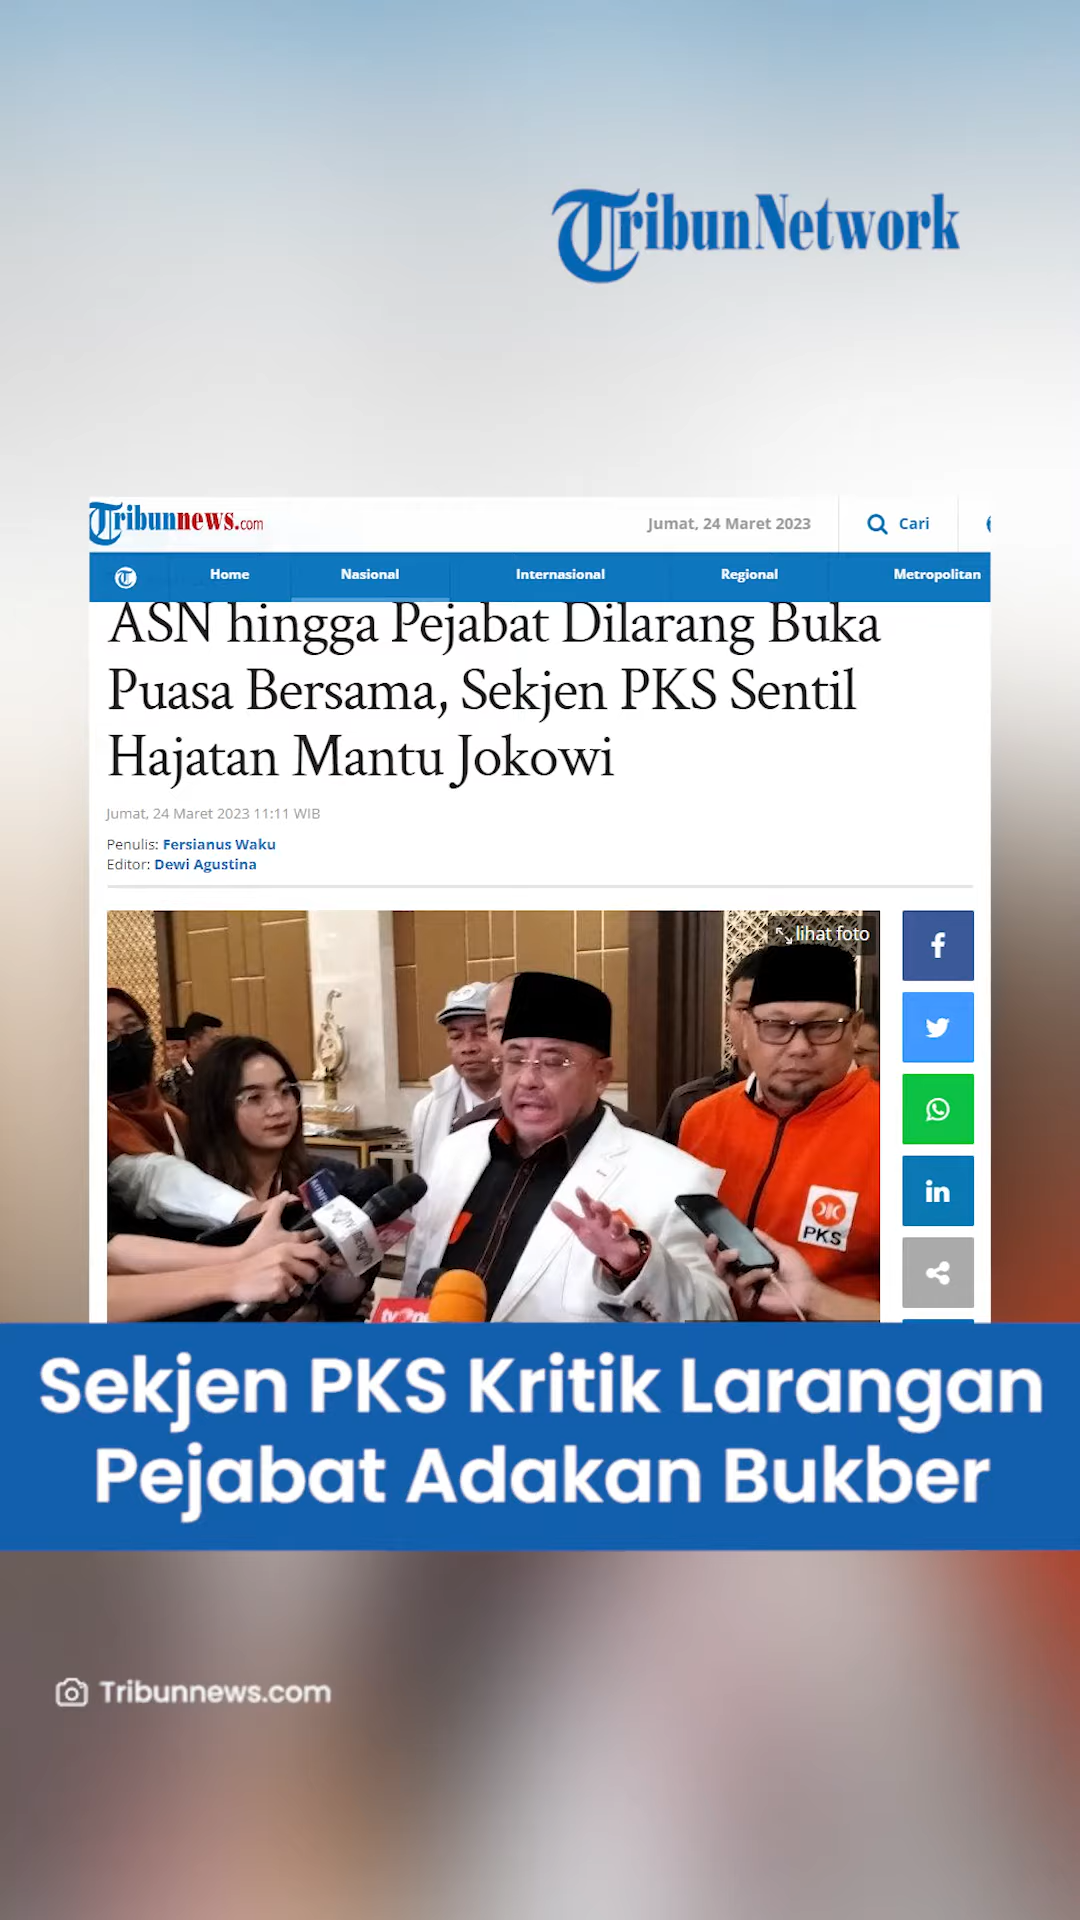 TribunNetwork
Tribunnews.com
Jumat, 24 Maret 2023
Cari
Home
Nasional
Internasional
Regional
Metropolitan
ASN hingga Pejabat Dilarang Buka
Puasa Bersama, Sekjen PKS Sentil
Hajatan Mantu Jokowi
Jumat, 24 Maret 2023 11:11 WIB
Penulis: Fersianus Waku
Editor: Dewi Agustina
lihat foto
PKS
Sekjen PKS Kritik Larangan
Pejabat Adakan Bukber
Tribunnews.com